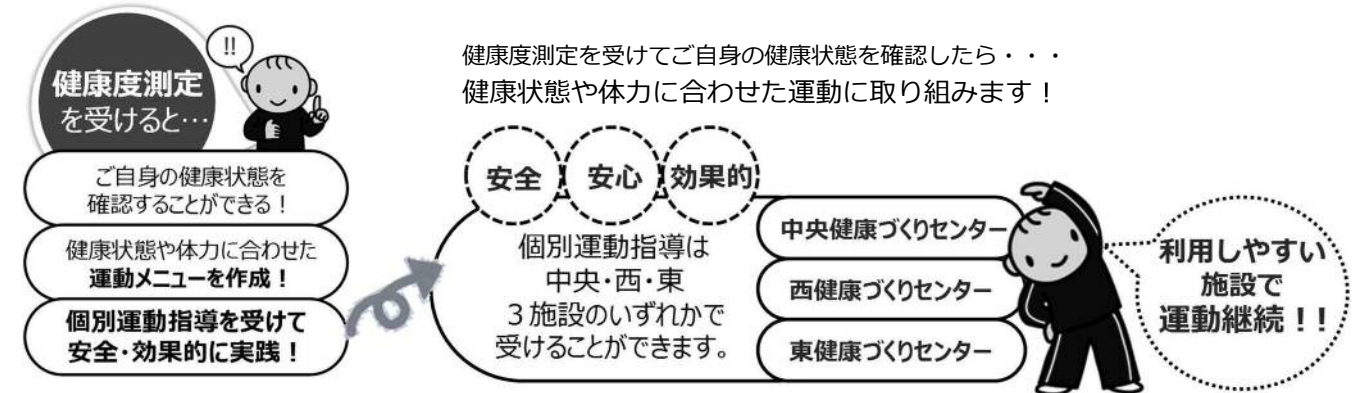 !!
健康度測定
を受けると…
ご自身の健康状態を
確認することができる！
健康状態や体力に合わせた
運動メニューを作成！
個別運動指導を受けて
安全・効果的に実践！
健康度測定を受けてご自身の健康状態を確認したら・・・
健康状態や体力に合わせた運動に取り組みます！
安全
安心
効果的
個別運動指導は
中央・西・東
３施設のいずれかで
受けることができます。
中央健康づくりセンター
西健康づくりセンター
東健康づくりセンター
利用しやすい
施設で
運動継続！！